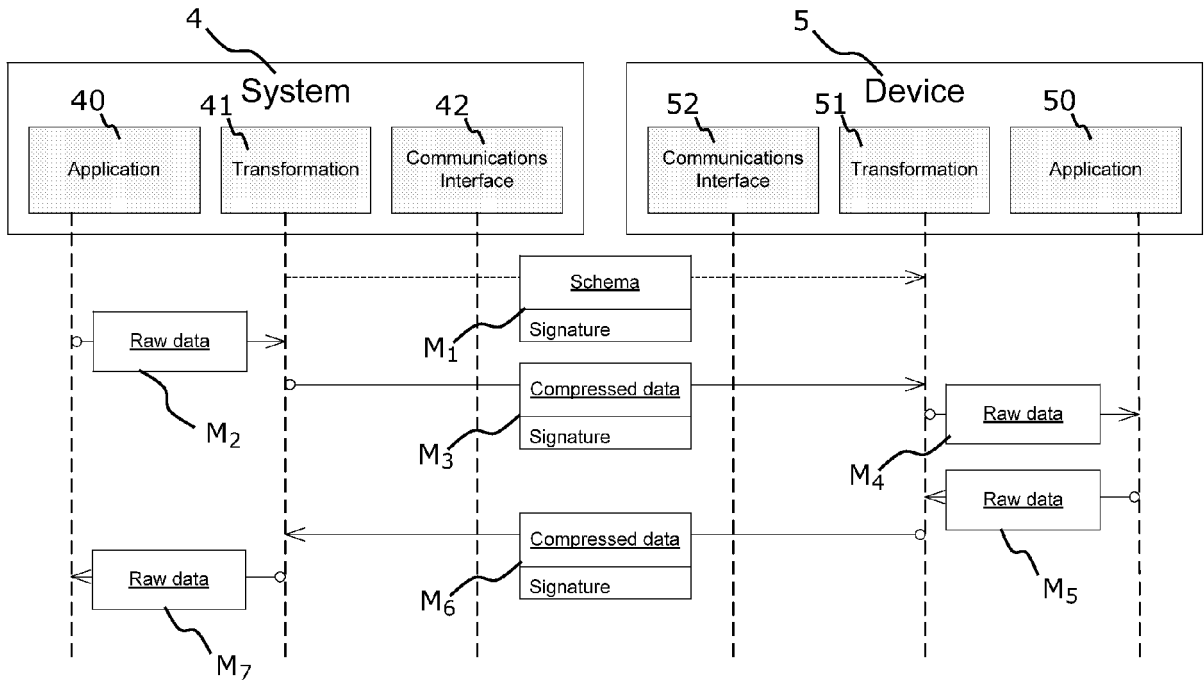 4
5
System
Device
40
41
42
52
51
50
Application
Transformation
Communications
Interface
Communications
Interface
Transformation
Application
Schema
Signature
M1
Raw data
M2
Compressed data
Signature
M3
Raw data
M4
Raw data
M5
Compressed data
Signature
M6
Raw data
M7